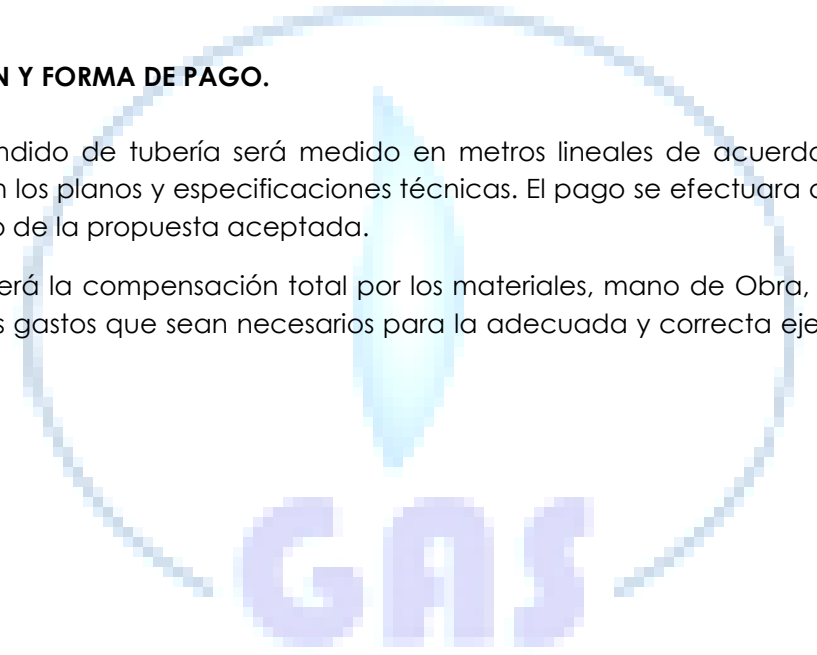 N Y FORMA DE PAGO.
ndido de tubería será medido en metros lineales de acuerdo
n los planos y especificaciones técnicas. El pago se efectuara
o de la propuesta aceptada.
erá la compensación total por los materiales, mano de Obra,
s gastos que sean necesarios para la adecuada y correcta eje
GAS